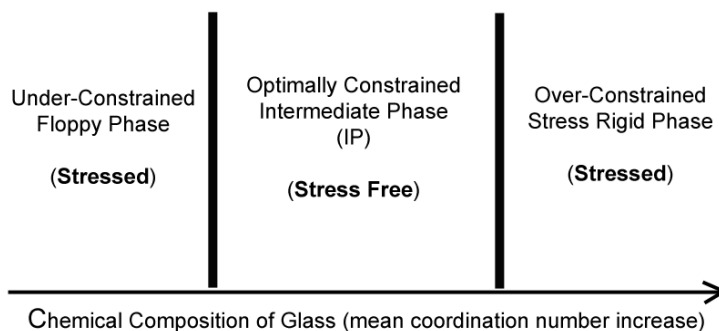 Under-Constrained
Floppy Phase
(Stressed)
Optimally Constrained
Intermediate Phase
(IP)
(Stress Free)
Over-Constrained
Stress Rigid Phase
(Stressed)
Chemical Composition of Glass (mean coordination number increase)